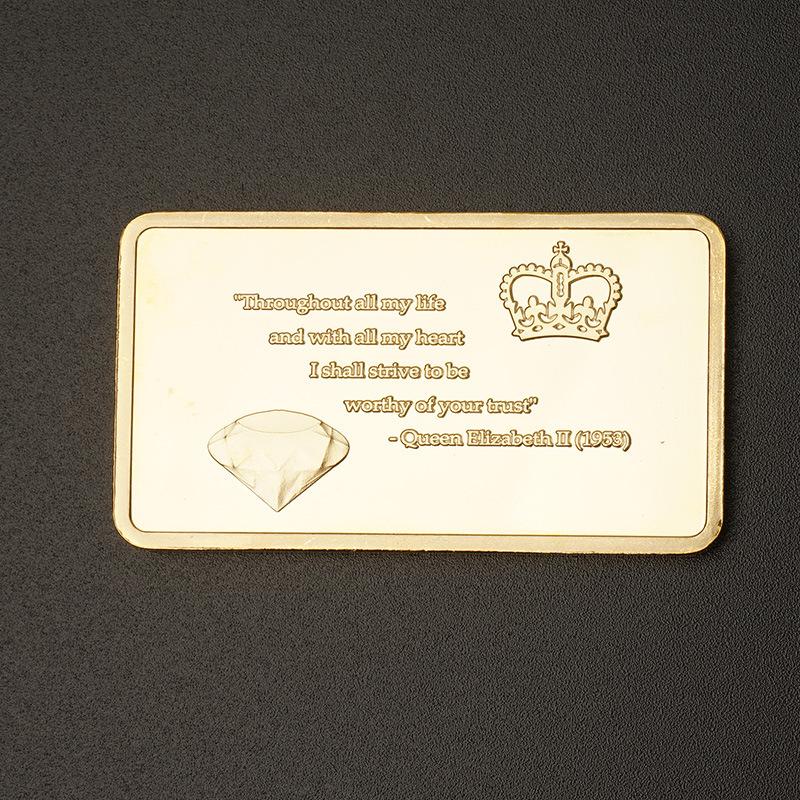 "Throughout all my life
and with all my heart
I shall strive to be
worthy of your trust"
- Queen Elizabeth II (1953)